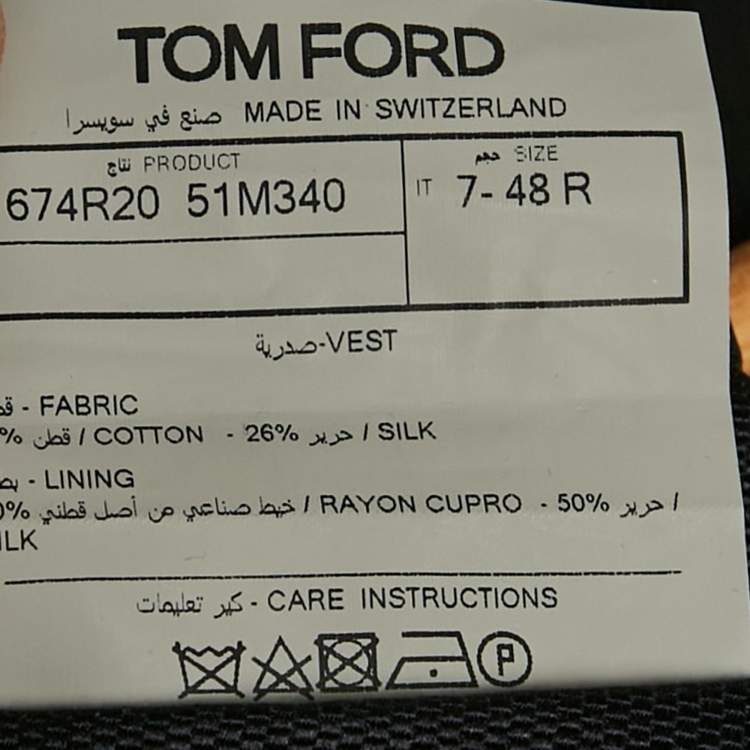 TOM FORD
صنع في سويسرا MADE IN SWITZERLAND
نتاج PRODUCT
674R20 51M340
حجم SIZE
IT 7- 48 R
صدرية-VEST
- FABRIC
% قطن / COTTON - 26% حرير / SILK
- LINING
0% خيط صناعي من أصل قطني / RAYON CUPRO - 50% حرير /
ILK
كير تعليمات - CARE INSTRUCTIONS
P